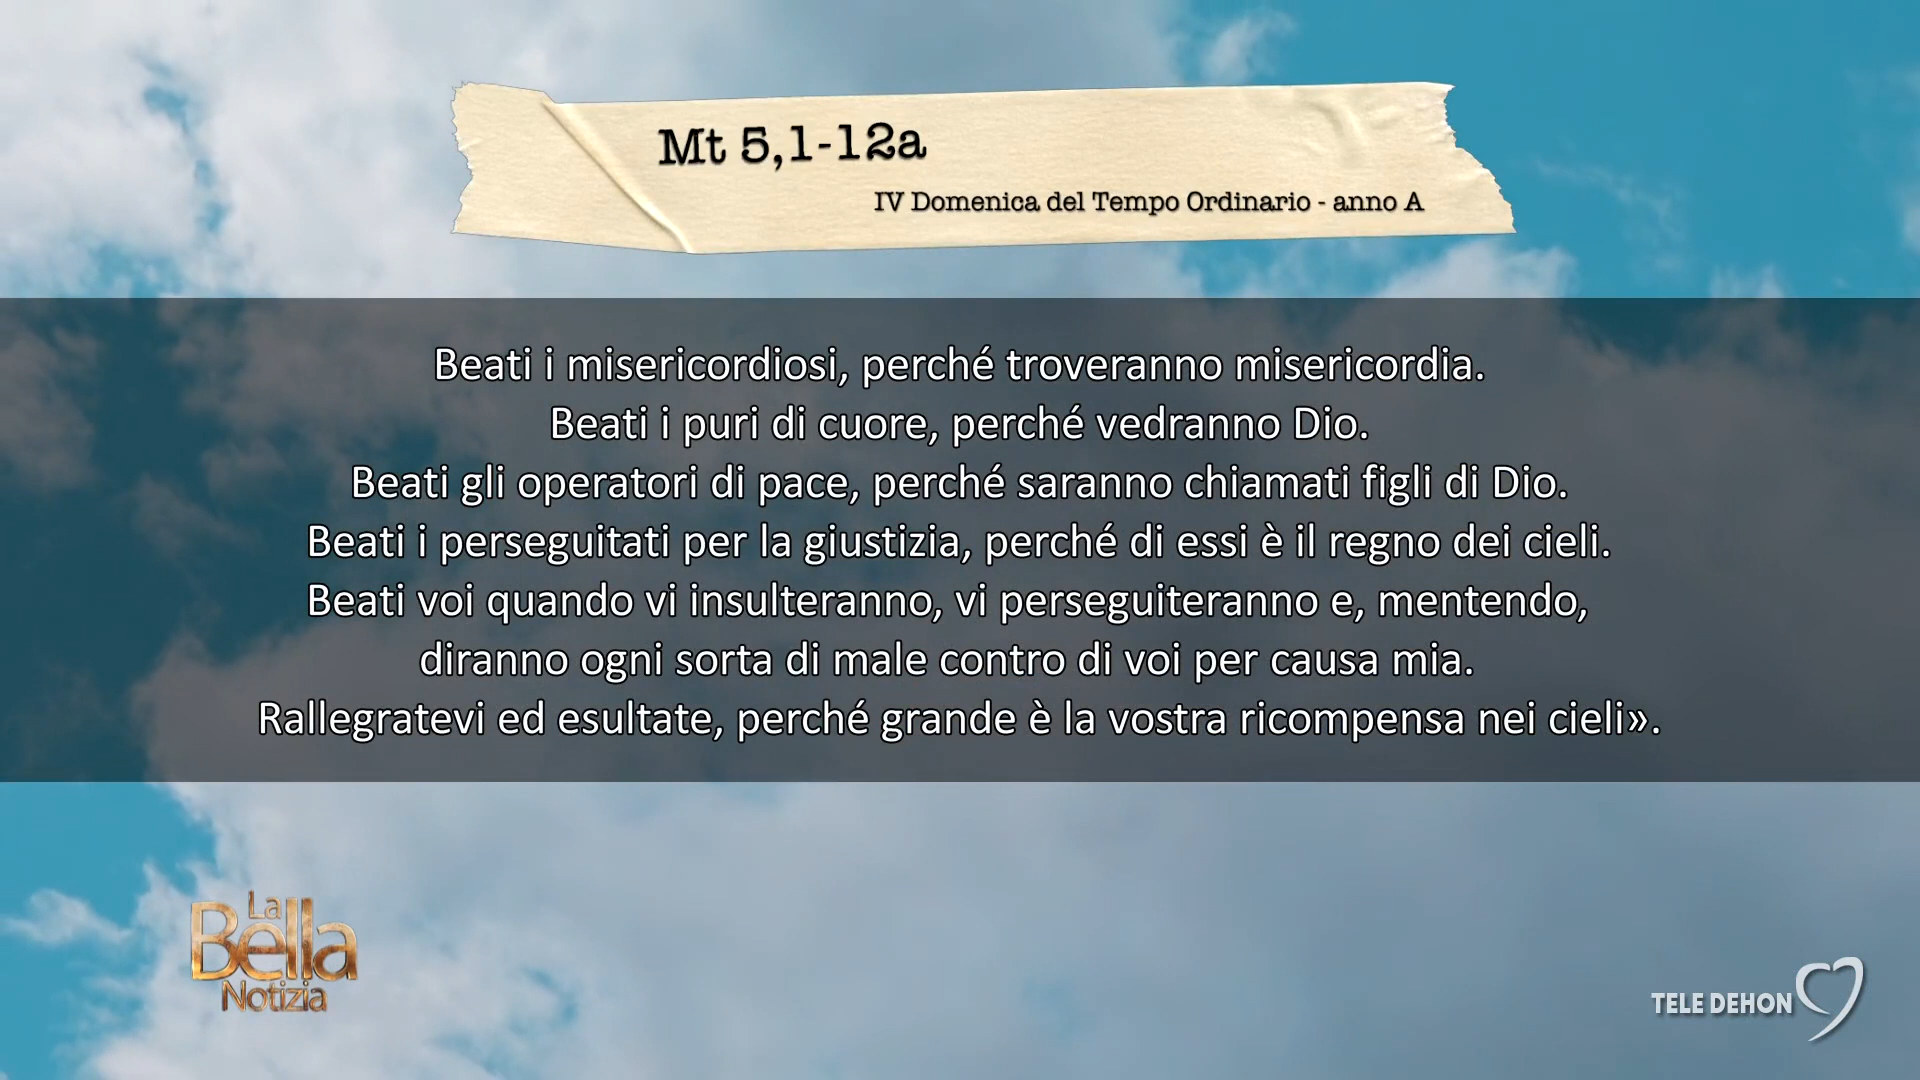 Mt 5,1-12a
IV Domenica del Tempo Ordinario - anno A
Beati i misericordiosi, perché troveranno misericordia.
Beati i puri di cuore, perché vedranno Dio.
Beati gli operatori di pace, perché saranno chiamati figli di Dio.
Beati i perseguitati per la giustizia, perché di essi è il regno dei cieli.
Beati voi quando vi insulteranno, vi perseguiteranno e, mentendo,
diranno ogni sorta di male contro di voi per causa mia.
Rallegratevi ed esultate, perché grande è la vostra ricompensa nei cieli».
La
Bella
Notizia
TELE DEHON